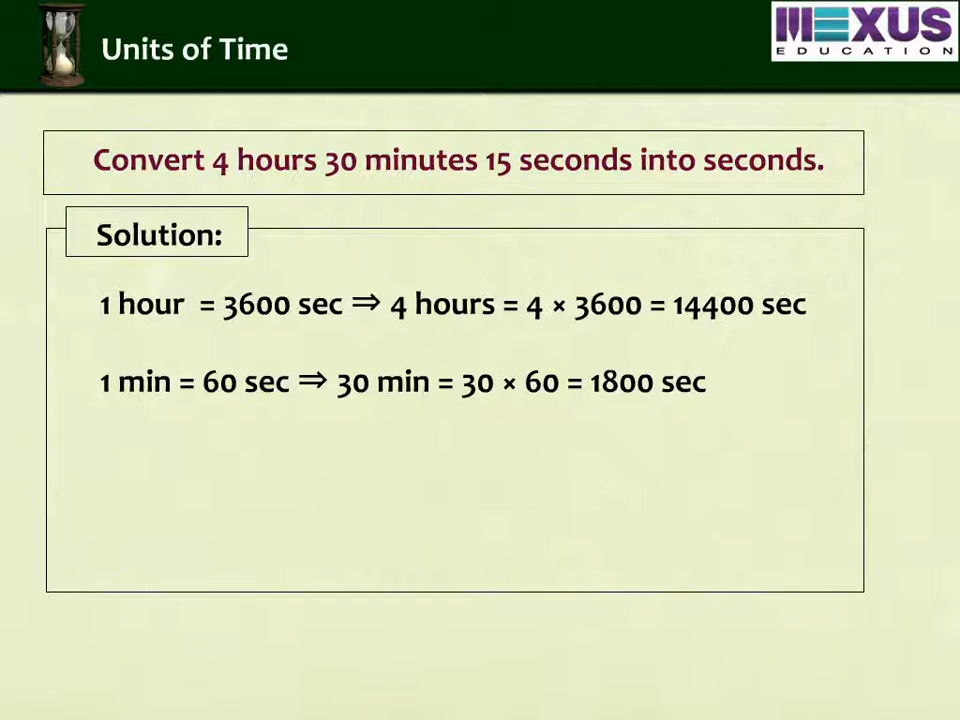 Units of Time
MEXUS
EDUCATION
Convert 4 hours 30 minutes 15 seconds into seconds.
Solution:
1 hour = 3600 sec ⇒ 4 hours = 4 × 3600 = 14400 sec
1 min = 60 sec ⇒ 30 min = 30 × 60 = 1800 sec